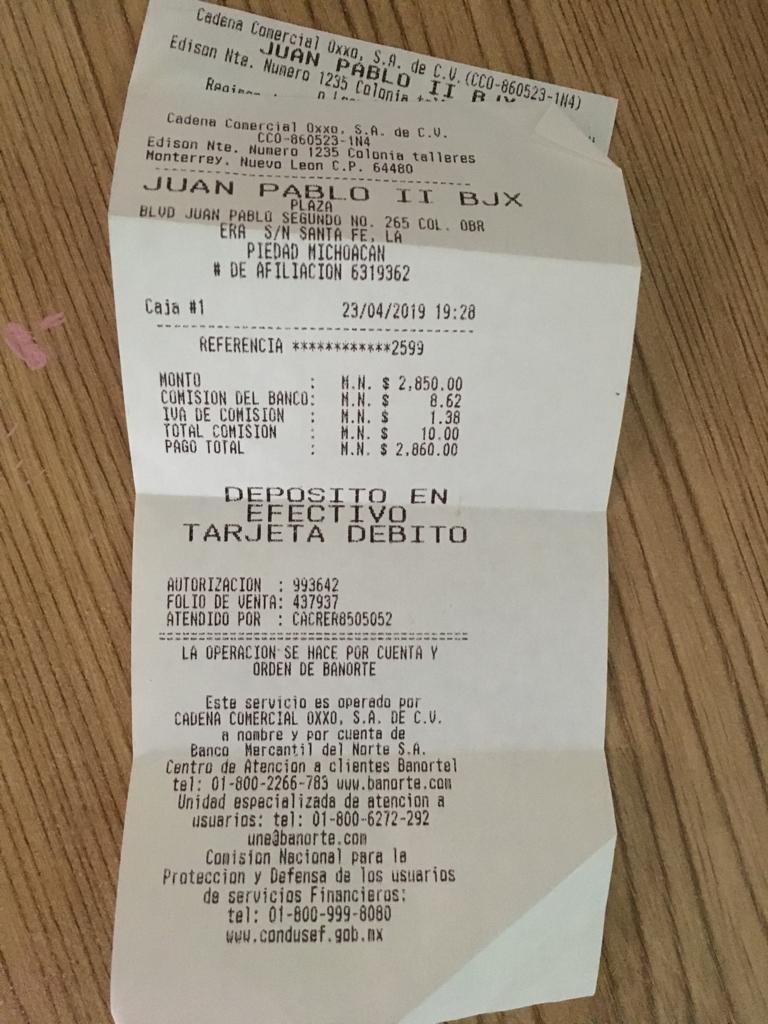 Cadena Comercial Oxxo, S.A. de C.V. (CCO-860523-1N4)
JUAN PABLO II BJX
Edison Nte. Numero 1235 Colonia
Cadena Comercial Oxxo, S.A. de C.V.
CCO-860523-1N4
Edison Nte. Numero 1235 Colonia talleres
Monterrey, Nuevo Leon C.P. 64480
JUAN PABLO II BJX
PLAZA
BLVD JUAN PABLO SEGUNDO NO. 265 COL. OBR
ERA S/N SANTA FE, LA
PIEDAD MICHOACAN
# DE AFILIACION 6319362
Caja #1 23/04/2019 19:28
REFERENCIA ************2599
MONTO : M.N. $ 2,850.00
COMISION DEL BANCO: M.N. $ 8.62
IVA DE COMISION : M.N. $ 1.38
TOTAL COMISION : M.N. $ 10.00
PAGO TOTAL : M.N. $ 2,860.00
DEPOSITO EN
EFECTIVO
TARJETA DEBITO
AUTORIZACION : 993642
FOLIO DE VENTA: 437937
ATENDIDO POR : CACRER8505052
LA OPERACION SE HACE POR CUENTA Y
ORDEN DE BANORTE
Este servicio es operado por
CADENA COMERCIAL OXXO, S.A. DE C.V.
a nombre y por cuenta de
Banco Mercantil del Norte S.A.
Centro de Atencion a clientes Banortel
tel: 01-800-2266-783 www.banorte.com
Unidad especializada de atencion a
usuarios: tel: 01-800-6272-292
une@banorte.com
Comision Nacional para la
Proteccion y Defensa de los usuarios
de servicios Financieros:
tel: 01-800-999-8080
www.condusef.gob.mx